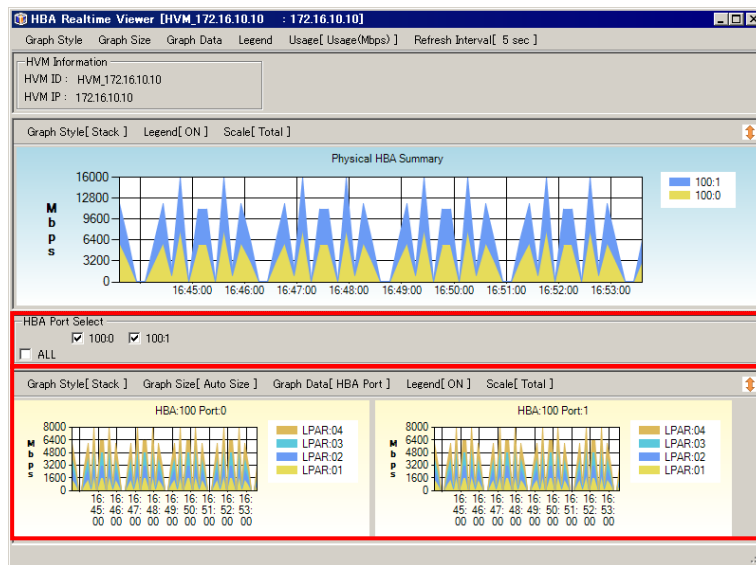 HBA Realtime Viewer [HVM_172.16.10.10 : 172.16.10.10]
Graph Style Graph Size Graph Data Legend Usage[ Usage(Mbps) ] Refresh Interval[ 5 sec ]
HVM Information
HVM ID : HVM_172.16.10.10
HVM IP : 172.16.10.10
Graph Style[ Stack ] Legend[ ON ] Scale[ Total ]
Physical HBA Summary
Mbps
16000
12800
9600
6400
3200
0
16:45:00 16:46:00 16:47:00 16:48:00 16:49:00 16:50:00 16:51:00 16:52:00 16:53:00
100:1
100:0
HBA Port Select
100:0 100:1
ALL
Graph Style[ Stack ] Graph Size[ Auto Size ] Graph Data[ HBA Port ] Legend[ ON ] Scale[ Total ]
HBA:100 Port:0
Mbps
8000
6400
4800
3200
1600
0
16:45:00 16:46:00 16:47:00 16:48:00 16:49:00 16:50:00 16:51:00 16:52:00 16:53:00
LPAR:04
LPAR:03
LPAR:02
LPAR:01
HBA:100 Port:1
Mbps
8000
6400
4800
3200
1600
0
16:45:00 16:46:00 16:47:00 16:48:00 16:49:00 16:50:00 16:51:00 16:52:00 16:53:00
LPAR:04
LPAR:03
LPAR:02
LPAR:01